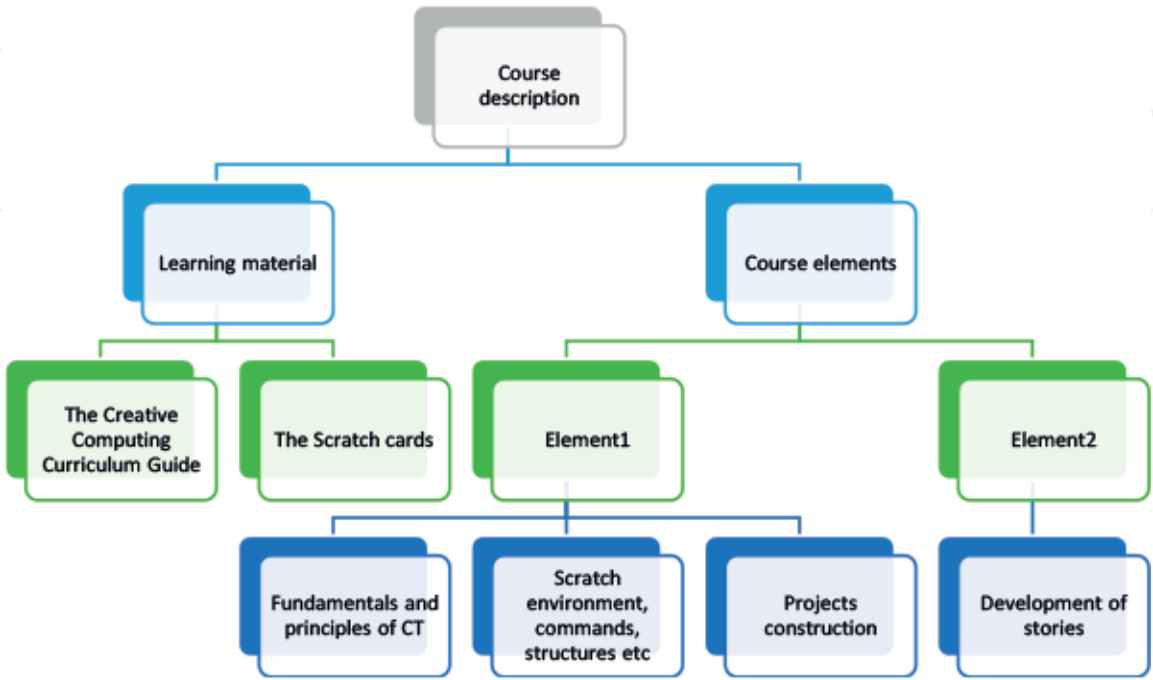 Course
description
Learning material
Course elements
The Creative
Computing
Curriculum Guide
The Scratch cards
Element1
Element2
Fundamentals and
principles of CT
Scratch
environment,
commands,
structures etc
Projects
construction
Development of
stories